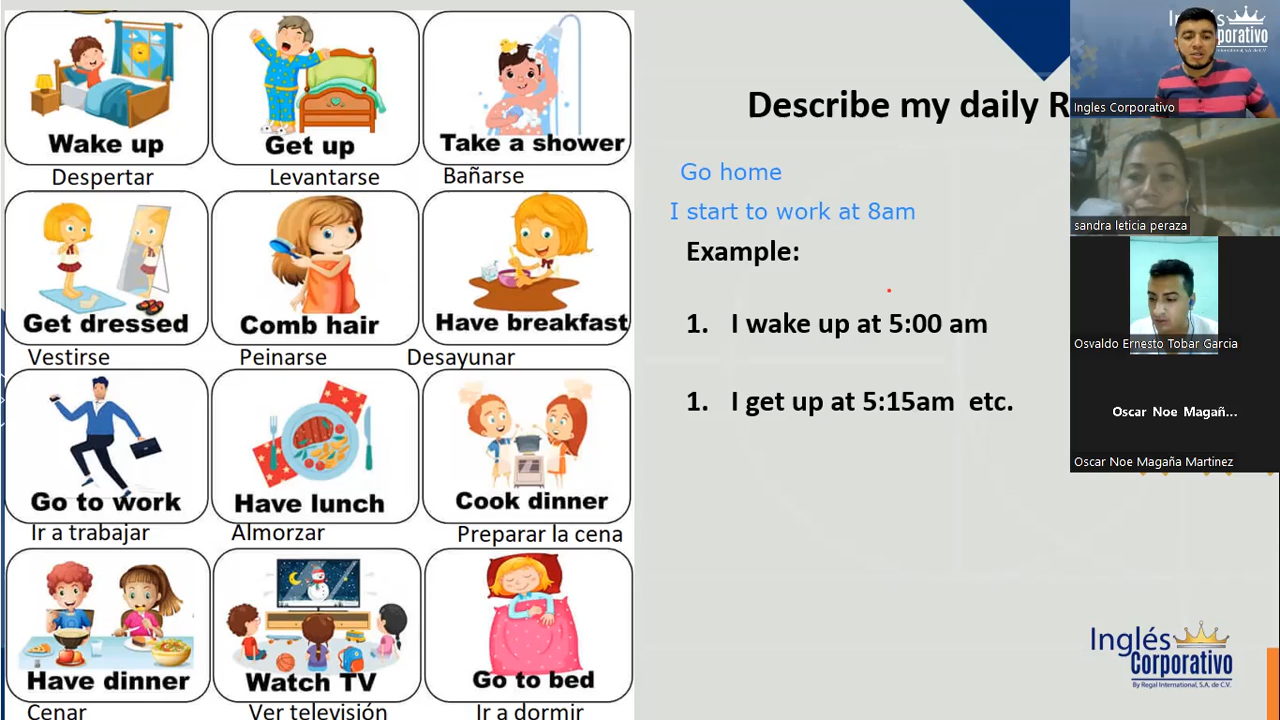 Wake up
Get up
Take a shower
Despertar
Levantarse
Bañarse
Get dressed
Comb hair
Have breakfast
Vestirse
Peinarse
Desayunar
Go to work
Have lunch
Cook dinner
Ir a trabajar
Almorzar
Preparar la cena
Have dinner
Watch TV
Go to bed
Cenar
Ver televisión
Ir a dormir
Describe my daily R
Go home
I start to work at 8am
Example:
1. I wake up at 5:00 am
1. I get up at 5:15am etc.
Inglés
Corporativo
International, S.A. de C.V.
Ingles Corporativo
sandra leticia peraza
Osvaldo Ernesto Tobar Garcia
Oscar Noe Magañ...
Oscar Noe Magaña Martinez
Inglés
Corporativo
By Regal International, S.A. de C.V.